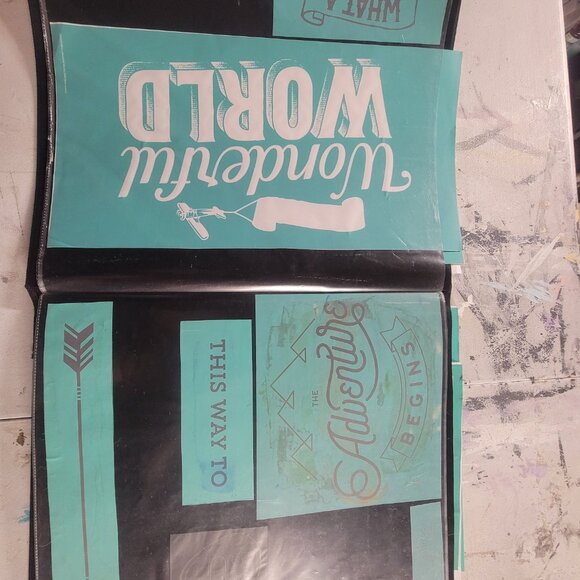 WHAT A
Wonderful
WORLD
THIS WAY TO
THE
Adventure
BEGINS